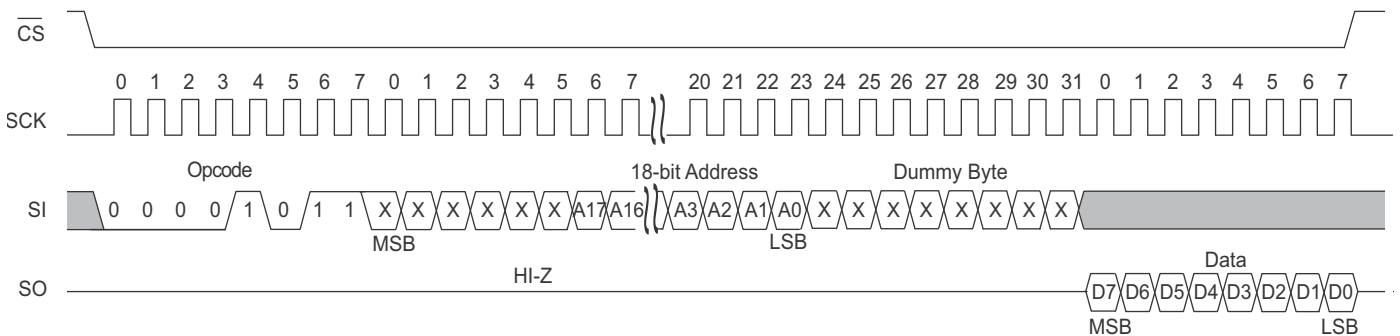 CS
0 1 2 3 4 5 6 7 0 1 2 3 4 5 6 7 20 21 22 23 24 25 26 27 28 29 30 31 0 1 2 3 4 5 6 7
SCK
Opcode 18-bit Address Dummy Byte
SI 0 0 0 0 1 0 1 1 X X X X X X A17 A16 A3 A2 A1 A0 X X X X X X X X
MSB LSB
HI-Z Data
SO D7 D6 D5 D4 D3 D2 D1 D0
MSB LSB